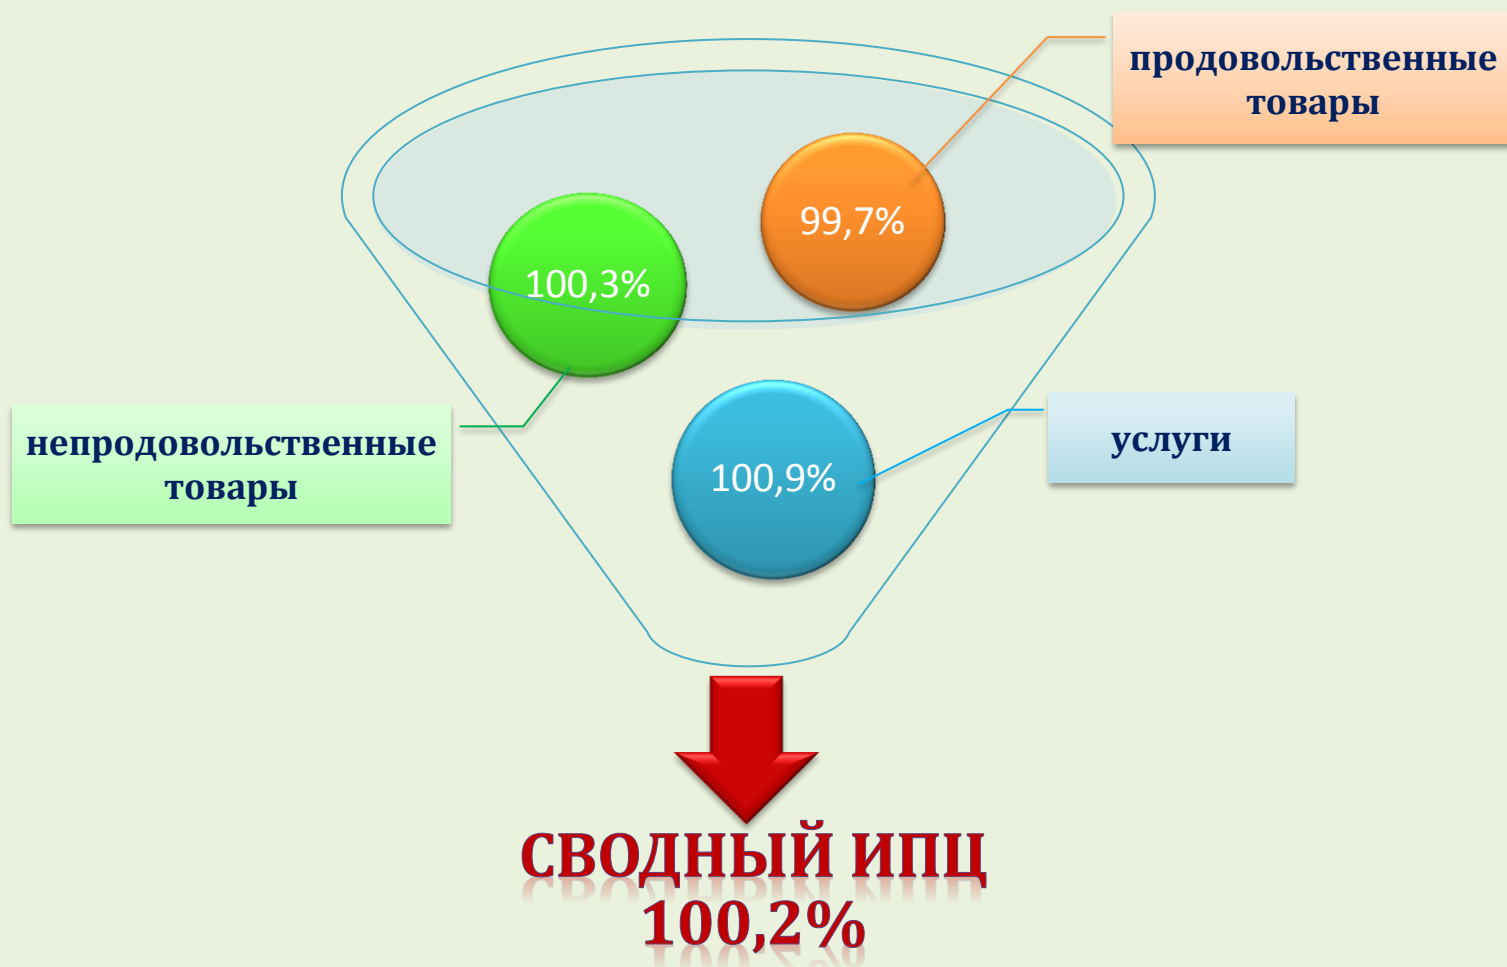 продовольственные
товары
99,7%
100,3%
непродовольственные
товары
услуги
100,9%
СВОДНЫЙ ИПЦ
100,2%